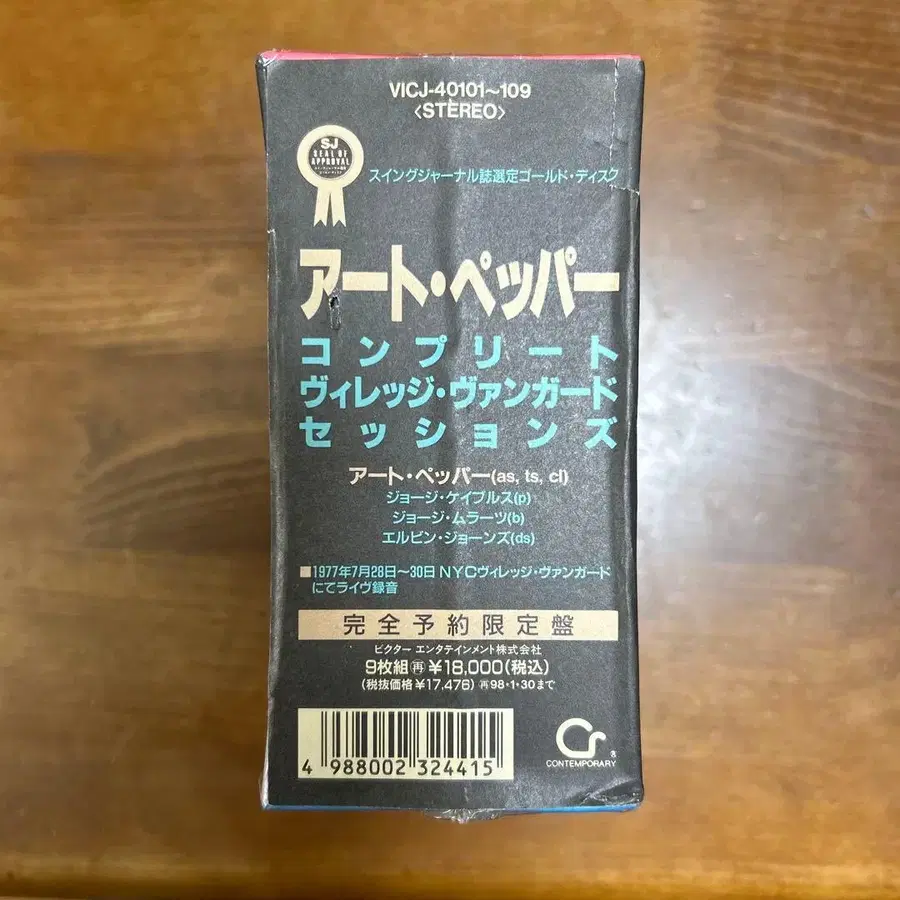 VICJ-40101~109
〈STEREO〉
SJ
SEAL OF
APPROVAL
スイングジャーナル誌選定ゴールド・ディスク
アート・ペッパー
コンプリート
ヴィレッジ・ヴァンガード
セッションズ
アート・ペッパー(as, ts, cl)
ジョージ・ケイブルス(p)
ジョージ・ムラーツ(b)
エルビン・ジョーンズ(ds)
■1977年7月28日~30日 NYCヴィレッジ・ヴァンガード
にてライヴ録音
完全予約限定盤
ビクター エンタテインメント株式会社
9枚組㊣¥18,000(税込)
(税抜価格¥17,476) 再98・1・30まで
4 988002 324415
Cr®
CONTEMPORARY